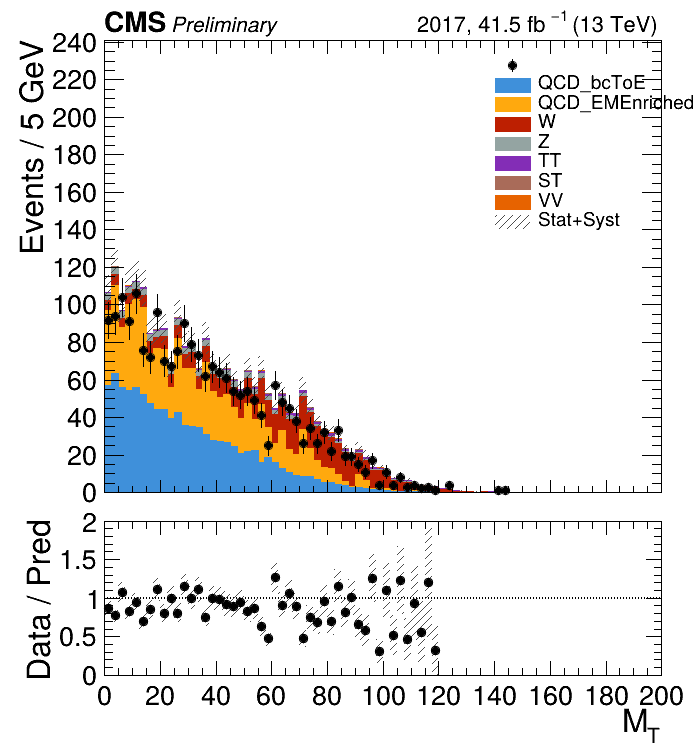 CMS Preliminary 2017, 41.5 fb⁻¹ (13 TeV)
Events / 5 GeV
240
220
200
180
160
140
120
100
80
60
40
20
0
QCD_bcToE
QCD_EMEnriched
W
Z
TT
ST
VV
Stat+Syst
Data / Pred
2
1.5
1
0.5
0
0 20 40 60 80 100 120 140 160 180 200
M_T